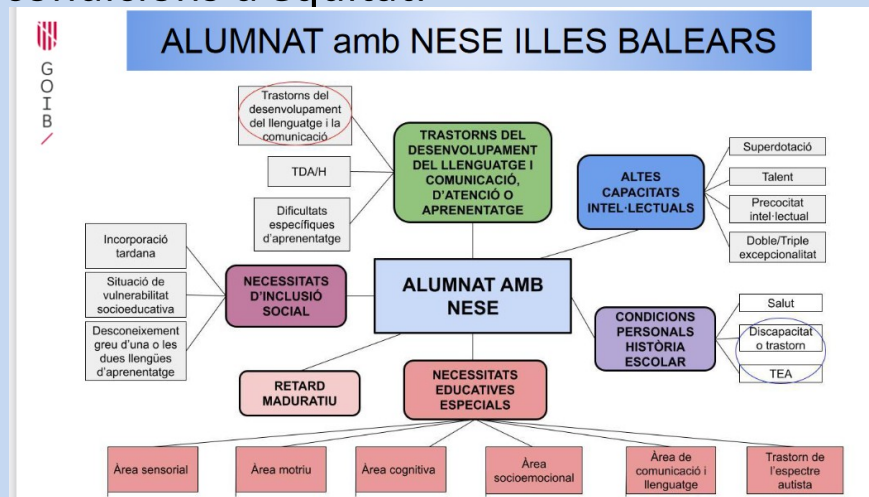 ALUMNAT amb NESE ILLES BALEARS
G
O
I
B
Trastorns del
desenvolupament
del llenguatge i la
comunicació
TDA/H
Dificultats
específiques
d'aprenentatge
TRASTORNS DEL
DESENVOLUPAMENT
DEL LLENGUATGE I
COMUNICACIÓ,
D'ATENCIÓ O
APRENENTATGE
ALTES
CAPACITATS
INTEL·LECTUALS
Superdotació
Talent
Precocitat
intel·lectual
Doble/Triple
excepcionalitat
Incorporació
tardana
Situació de
vulnerabilitat
socioeducativa
Desconeixement
greu d'una o les
dues llengües
d'aprenentatge
NECESSITATS
D'INCLUSIÓ
SOCIAL
ALUMNAT AMB
NESE
CONDICIONS
PERSONALS
HISTÒRIA
ESCOLAR
Salut
Discapacitat
o trastorn
TEA
RETARD
MADURATIU
NECESSITATS
EDUCATIVES
ESPECIALS
Àrea sensorial
Àrea motriu
Àrea cognitiva
Àrea
socioemocional
Àrea de
comunicació i
llenguatge
Trastorn de
l'espectre
autista